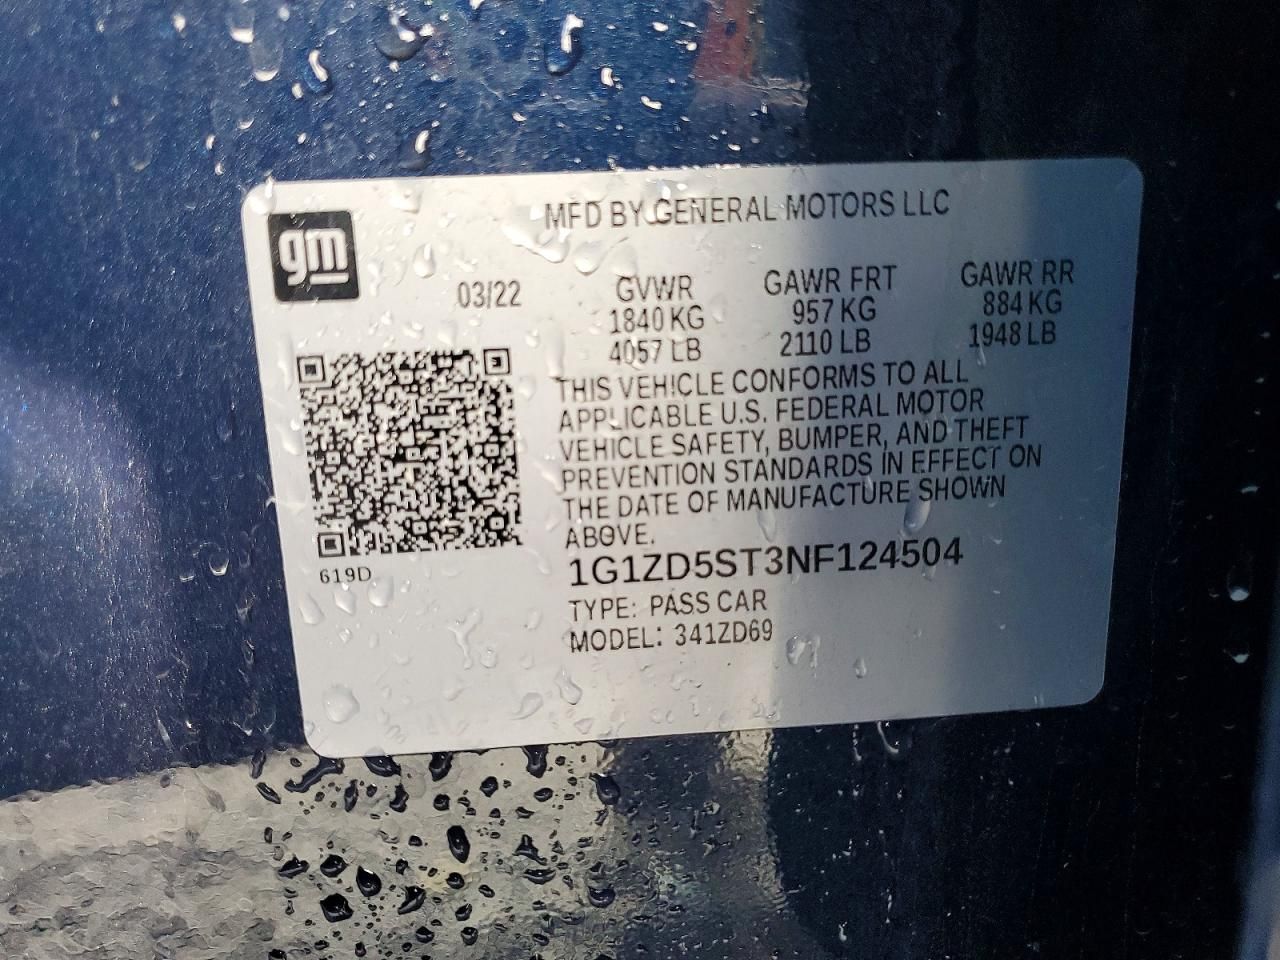 MFD BY GENERAL MOTORS LLC
gm
03/22
GVWR GAWR FRT GAWR RR
1840 KG 957 KG 884 KG
4057 LB 2110 LB 1948 LB
THIS VEHICLE CONFORMS TO ALL
APPLICABLE U.S. FEDERAL MOTOR
VEHICLE SAFETY, BUMPER, AND THEFT
PREVENTION STANDARDS IN EFFECT ON
THE DATE OF MANUFACTURE SHOWN
ABOVE.
619D
1G1ZD5ST3NF124504
TYPE: PASS CAR
MODEL: 341ZD69